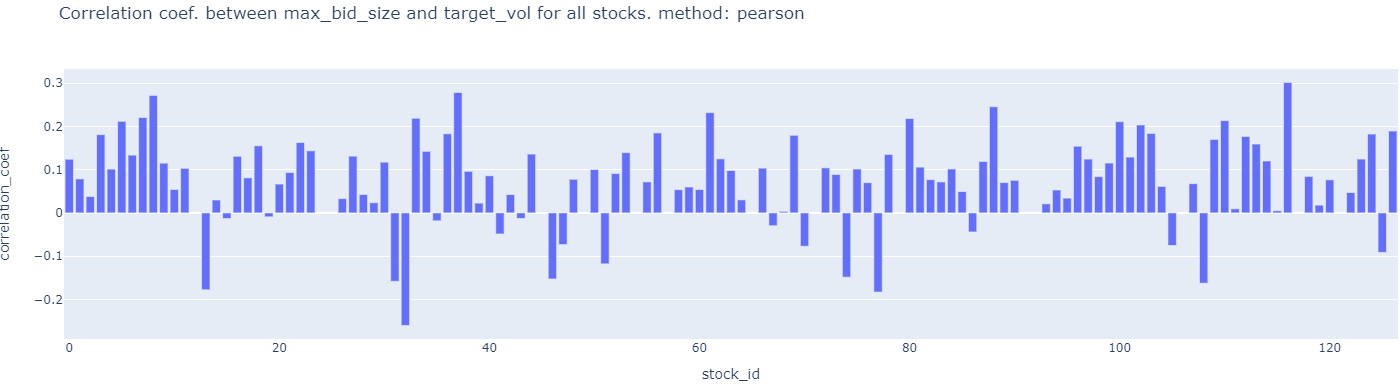 Correlation coef. between max_bid_size and target_vol for all stocks. method: pearson
correlation_coef
0.3
0.2
0.1
0
−0.1
−0.2
0 20 40 60 80 100 120
stock_id